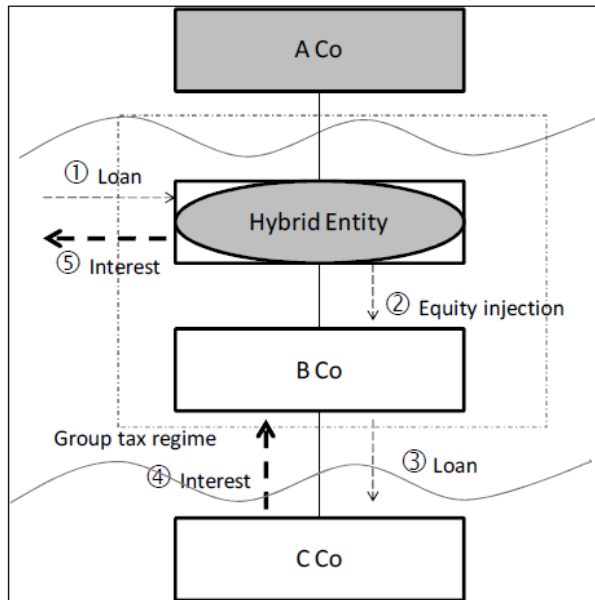 A Co
① Loan
Hybrid Entity
⑤ Interest
② Equity injection
B Co
Group tax regime
③ Loan
④ Interest
C Co